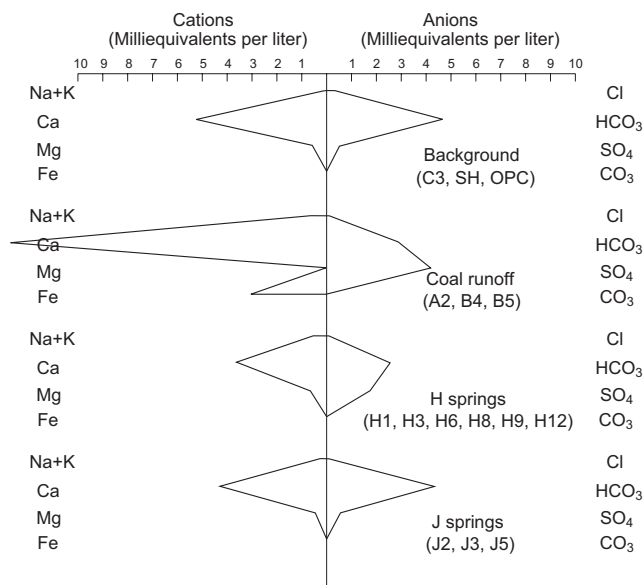 Cations Anions
(Milliequivalents per liter) (Milliequivalents per liter)
10 9 8 7 6 5 4 3 2 1 1 2 3 4 5 6 7 8 9 10
Na+K Cl
Ca HCO₃
Mg SO₄
Background
Fe CO₃
(C3, SH, OPC)
Na+K Cl
Ca HCO₃
Mg SO₄
Coal runoff
Fe CO₃
(A2, B4, B5)
Na+K Cl
Ca HCO₃
Mg SO₄
H springs
Fe CO₃
(H1, H3, H6, H8, H9, H12)
Na+K Cl
Ca HCO₃
Mg SO₄
J springs
Fe CO₃
(J2, J3, J5)